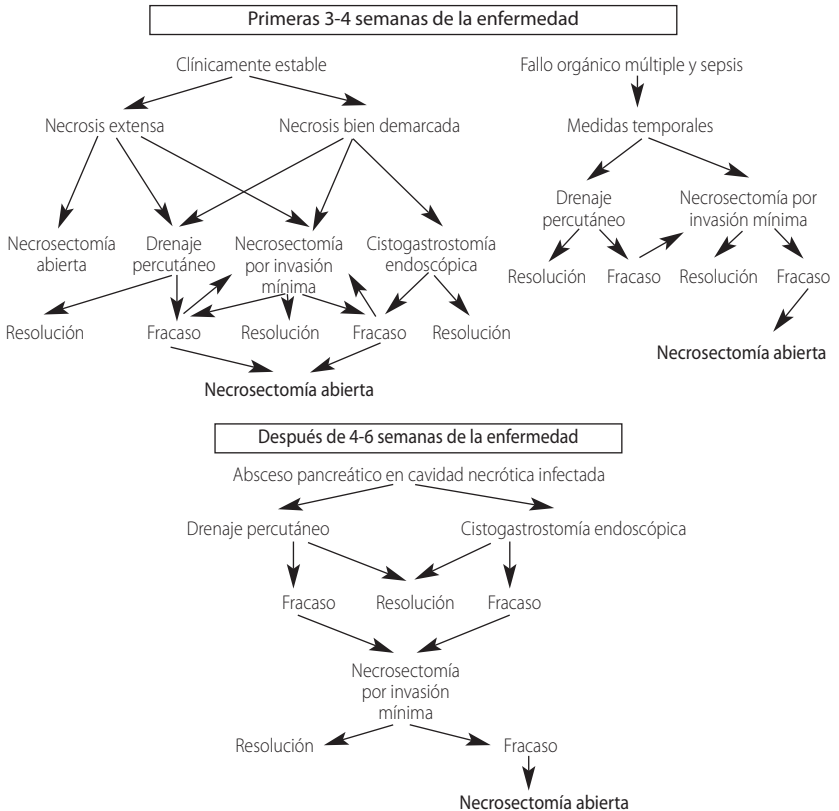 Primeras 3-4 semanas de la enfermedad
Clínicamente estable
Fallo orgánico múltiple y sepsis
Necrosis extensa
Necrosis bien demarcada
Medidas temporales
Necrosectomía
abierta
Drenaje
percutáneo
Necrosectomía
por invasión
mínima
Cistogastrostomía
endoscópica
Drenaje
percutáneo
Necrosectomía por
invasión mínima
Resolución
Fracaso
Resolución
Fracaso
Resolución
Fracaso
Resolución
Fracaso
Resolución
Necrosectomía abierta
Necrosectomía abierta
Después de 4-6 semanas de la enfermedad
Absceso pancreático en cavidad necrótica infectada
Drenaje percutáneo
Cistogastrostomía endoscópica
Fracaso
Resolución
Fracaso
Necrosectomía
por invasión
mínima
Resolución
Fracaso
Necrosectomía abierta